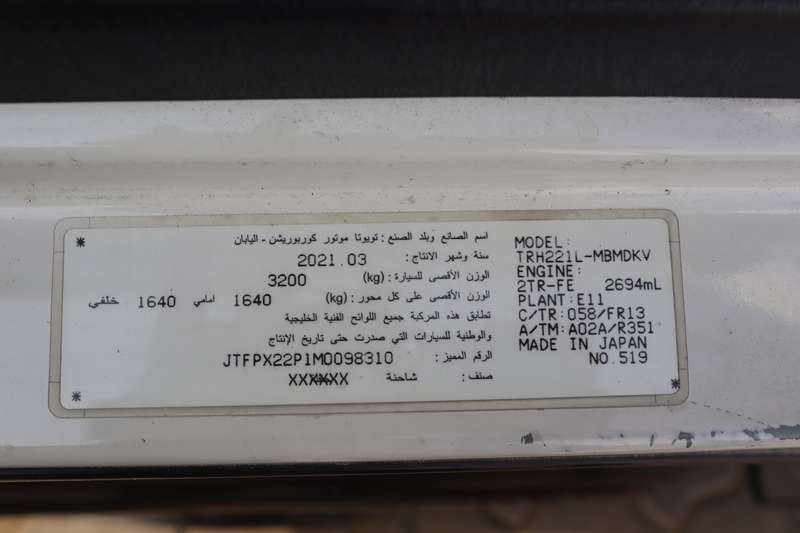 اسم الصانع وبلد الصنع : تويوتا موتور كوربوريشن - اليابان
سنة وشهر الانتاج : 2021.03
الوزن الأقصى للسيارة : (kg) 3200
الوزن الأقصى على كل محور : (kg) 1640 امامي 1640 خلفي
تطابق هذه المركبة جميع اللوائح الفنية الخليجية
والوطنية للسيارات التي صدرت حتى تاريخ الإنتاج
الرقم المميز : JTFPX22P1M0098310
صنف : شاحنة XXXXXX
MODEL:
TRH221L-MBMDKV
ENGINE:
2TR-FE 2694mL
PLANT: E11
C/TR: 058/FR13
A/TM: A02A/R351
MADE IN JAPAN
NO.519